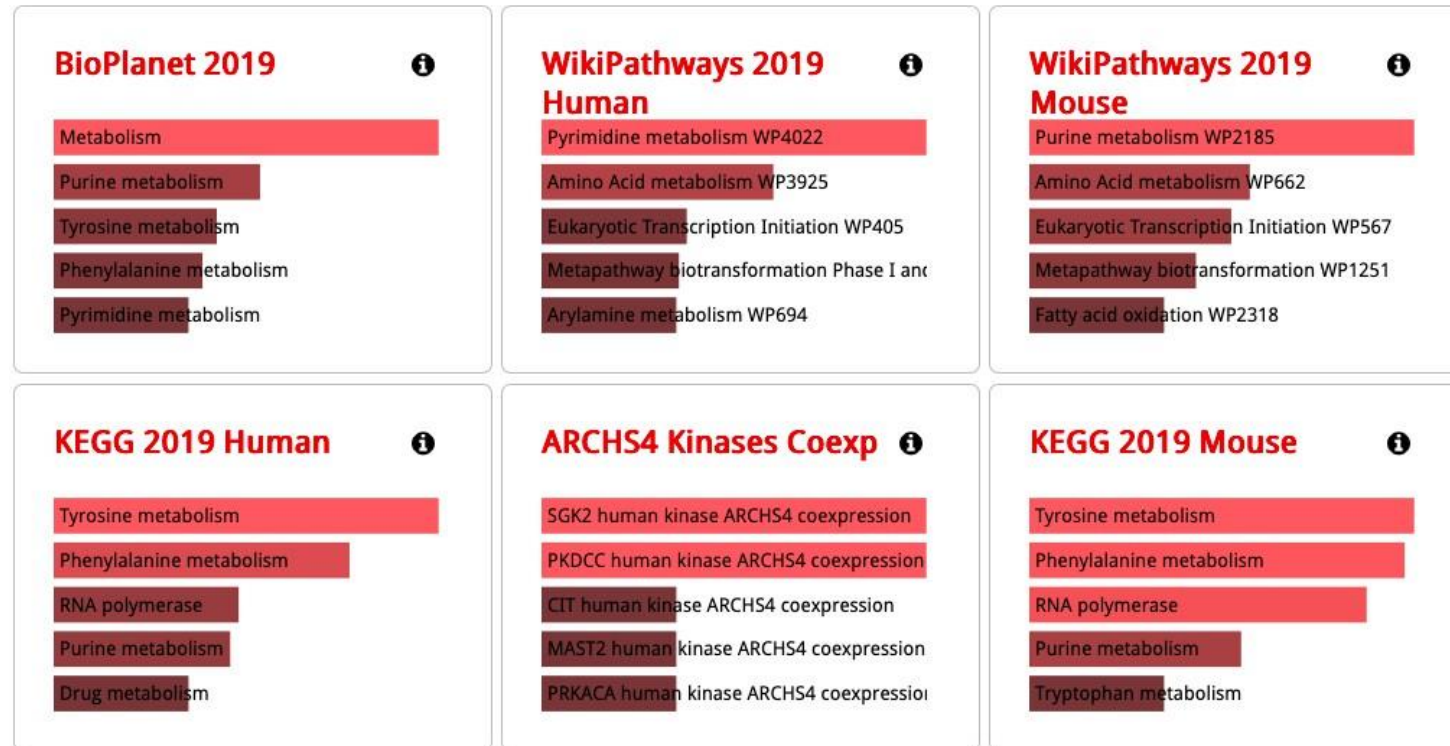 BioPlanet 2019
Metabolism
Purine metabolism
Tyrosine metabolism
Phenylalanine metabolism
Pyrimidine metabolism
WikiPathways 2019
Human
Pyrimidine metabolism WP4022
Amino Acid metabolism WP3925
Eukaryotic Transcription Initiation WP405
Metapathway biotransformation Phase I and
Arylamine metabolism WP694
WikiPathways 2019
Mouse
Purine metabolism WP2185
Amino Acid metabolism WP662
Eukaryotic Transcription Initiation WP567
Metapathway biotransformation WP1251
Fatty acid oxidation WP2318
KEGG 2019 Human
Tyrosine metabolism
Phenylalanine metabolism
RNA polymerase
Purine metabolism
Drug metabolism
ARCHS4 Kinases Coexp
SGK2 human kinase ARCHS4 coexpression
PKDCC human kinase ARCHS4 coexpression
CIT human kinase ARCHS4 coexpression
MAST2 human kinase ARCHS4 coexpression
PRKACA human kinase ARCHS4 coexpression
KEGG 2019 Mouse
Tyrosine metabolism
Phenylalanine metabolism
RNA polymerase
Purine metabolism
Tryptophan metabolism